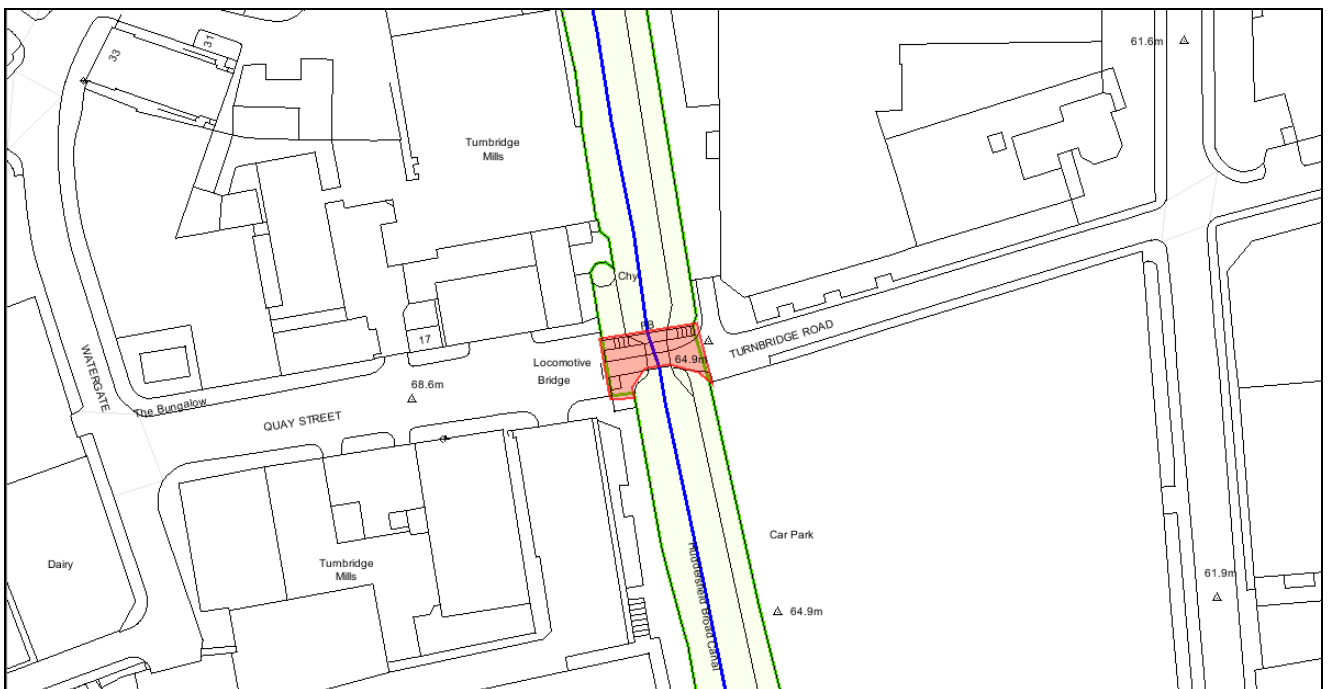 31
33
61.6m
Turnbridge
Mills
Chy
FB
TURNBRIDGE ROAD
17
Locomotive
Bridge
64.9m
WATERGATE
68.6m
The Bungalow
QUAY STREET
Car Park
Dairy
Turnbridge
Mills
Huddersfield Broad Canal
61.9m
64.9m